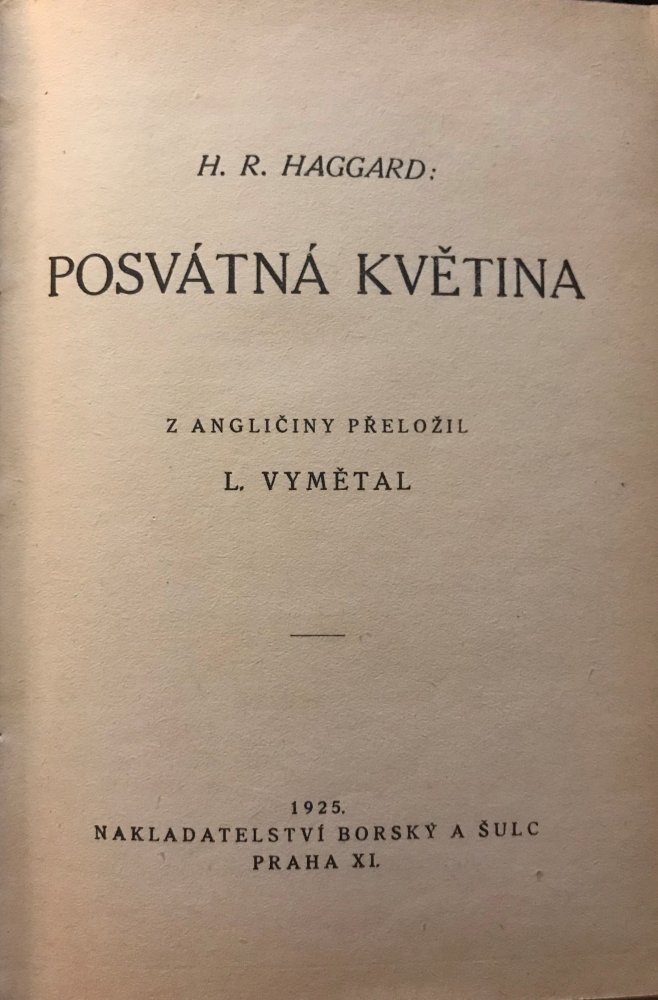 H. R. HAGGARD:
POSVÁTNÁ KVĚTINA
Z ANGLIČINY PŘELOŽIL
L. VYMĚTAL
1925.
NAKLADATELSTVÍ BORSKÝ A ŠULC
PRAHA XI.